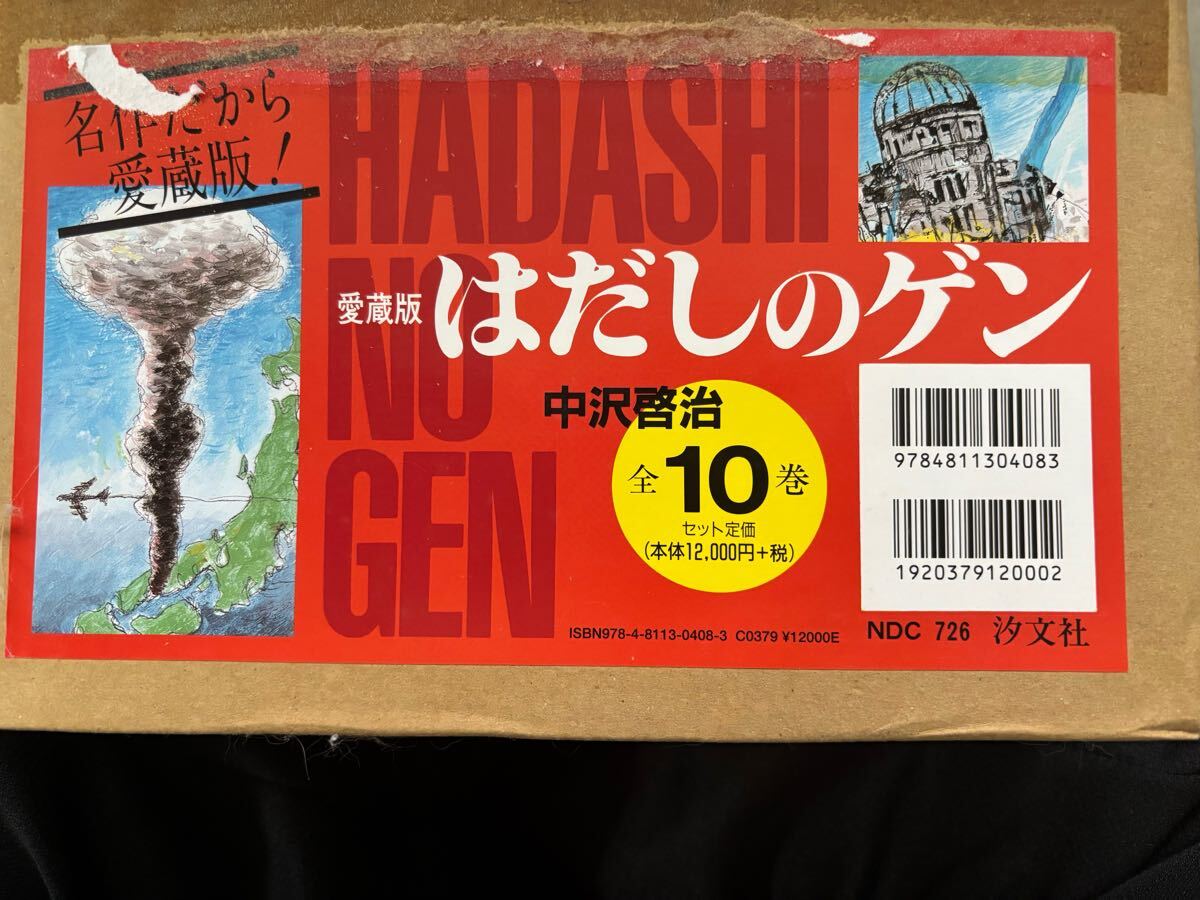 名作だから
愛蔵版!
HADASHI
NO
GEN
愛蔵版 はだしのゲン
中沢啓治
全10巻
セット定価
(本体12,000円+税)
9784811304083
1920379120002
ISBN978-4-8113-0408-3 C0379 ¥12000E
NDC 726 汐文社